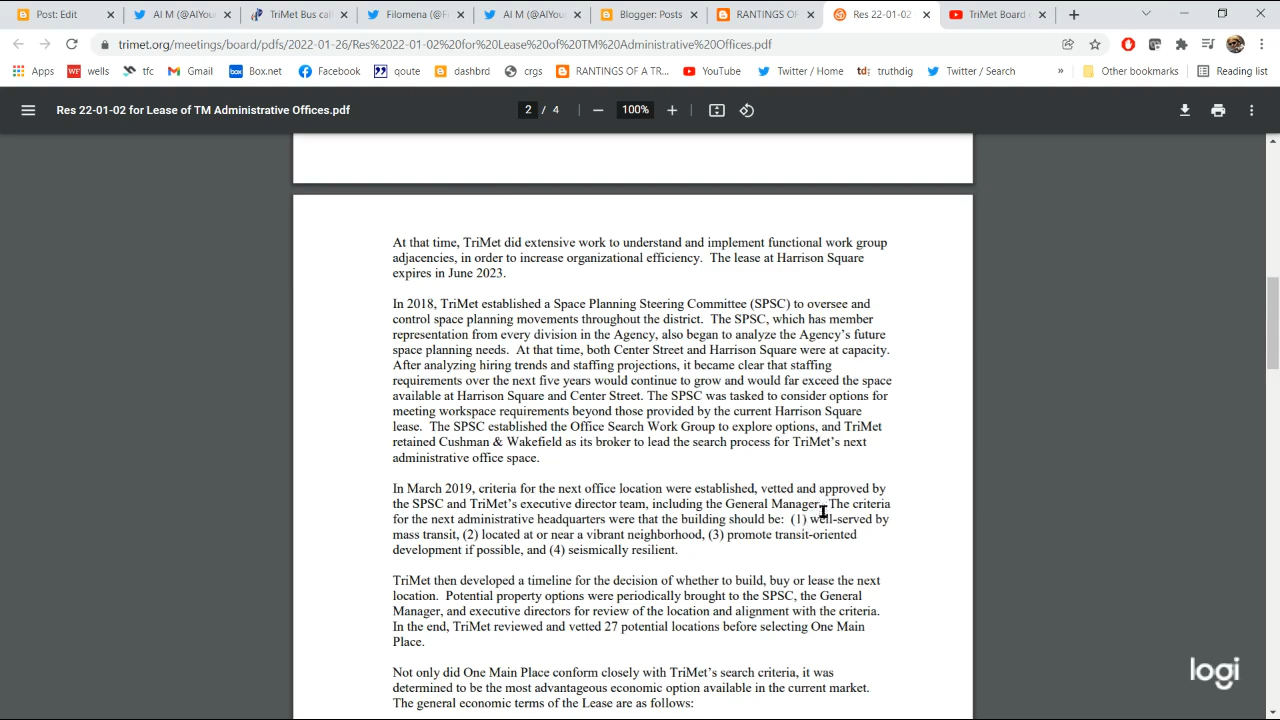 Post: Edit
AI M (@AIYou
TriMet Bus call
Filomena (@Fi
AI M (@AIYou
Blogger: Posts
RANTINGS OF
Res 22-01-02
TriMet Board o
trimet.org/meetings/board/pdfs/2022-01-26/Res%2022-01-02%20for%20Lease%20of%20TM%20Administrative%20Offices.pdf
Apps
WF wells
tfc
Gmail
box Box.net
Facebook
qoute
dashbrd
crgs
RANTINGS OF A TR...
YouTube
Twitter / Home
td: truthdig
Twitter / Search
»
Other bookmarks
Reading list
Res 22-01-02 for Lease of TM Administrative Offices.pdf
2 / 4
100%
At that time, TriMet did extensive work to understand and implement functional work group
adjacencies, in order to increase organizational efficiency. The lease at Harrison Square
expires in June 2023.
In 2018, TriMet established a Space Planning Steering Committee (SPSC) to oversee and
control space planning movements throughout the district. The SPSC, which has member
representation from every division in the Agency, also began to analyze the Agency's future
space planning needs. At that time, both Center Street and Harrison Square were at capacity.
After analyzing hiring trends and staffing projections, it became clear that staffing
requirements over the next five years would continue to grow and would far exceed the space
available at Harrison Square and Center Street. The SPSC was tasked to consider options for
meeting workspace requirements beyond those provided by the current Harrison Square
lease. The SPSC established the Office Search Work Group to explore options, and TriMet
retained Cushman & Wakefield as its broker to lead the search process for TriMet's next
administrative office space.
In March 2019, criteria for the next office location were established, vetted and approved by
the SPSC and TriMet's executive director team, including the General Manager. The criteria
for the next administrative headquarters were that the building should be: (1) well-served by
mass transit, (2) located at or near a vibrant neighborhood, (3) promote transit-oriented
development if possible, and (4) seismically resilient.
TriMet then developed a timeline for the decision of whether to build, buy or lease the next
location. Potential property options were periodically brought to the SPSC, the General
Manager, and executive directors for review of the location and alignment with the criteria.
In the end, TriMet reviewed and vetted 27 potential locations before selecting One Main
Place.
Not only did One Main Place conform closely with TriMet's search criteria, it was
determined to be the most advantageous economic option available in the current market.
The general economic terms of the Lease are as follows:
logi